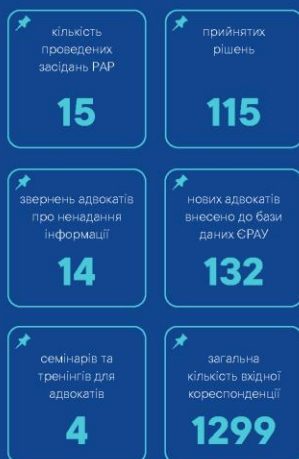 кількість
проведених
засідань РАР
15
прийнятих
рішень
115
звернень адвокатів
про ненадання
інформації
14
нових адвокатів
внесено до бази
даних ЄРАУ
132
семінарів та
тренінгів для
адвокатів
4
загальна
кількість вхідної
кореспонденції
1299